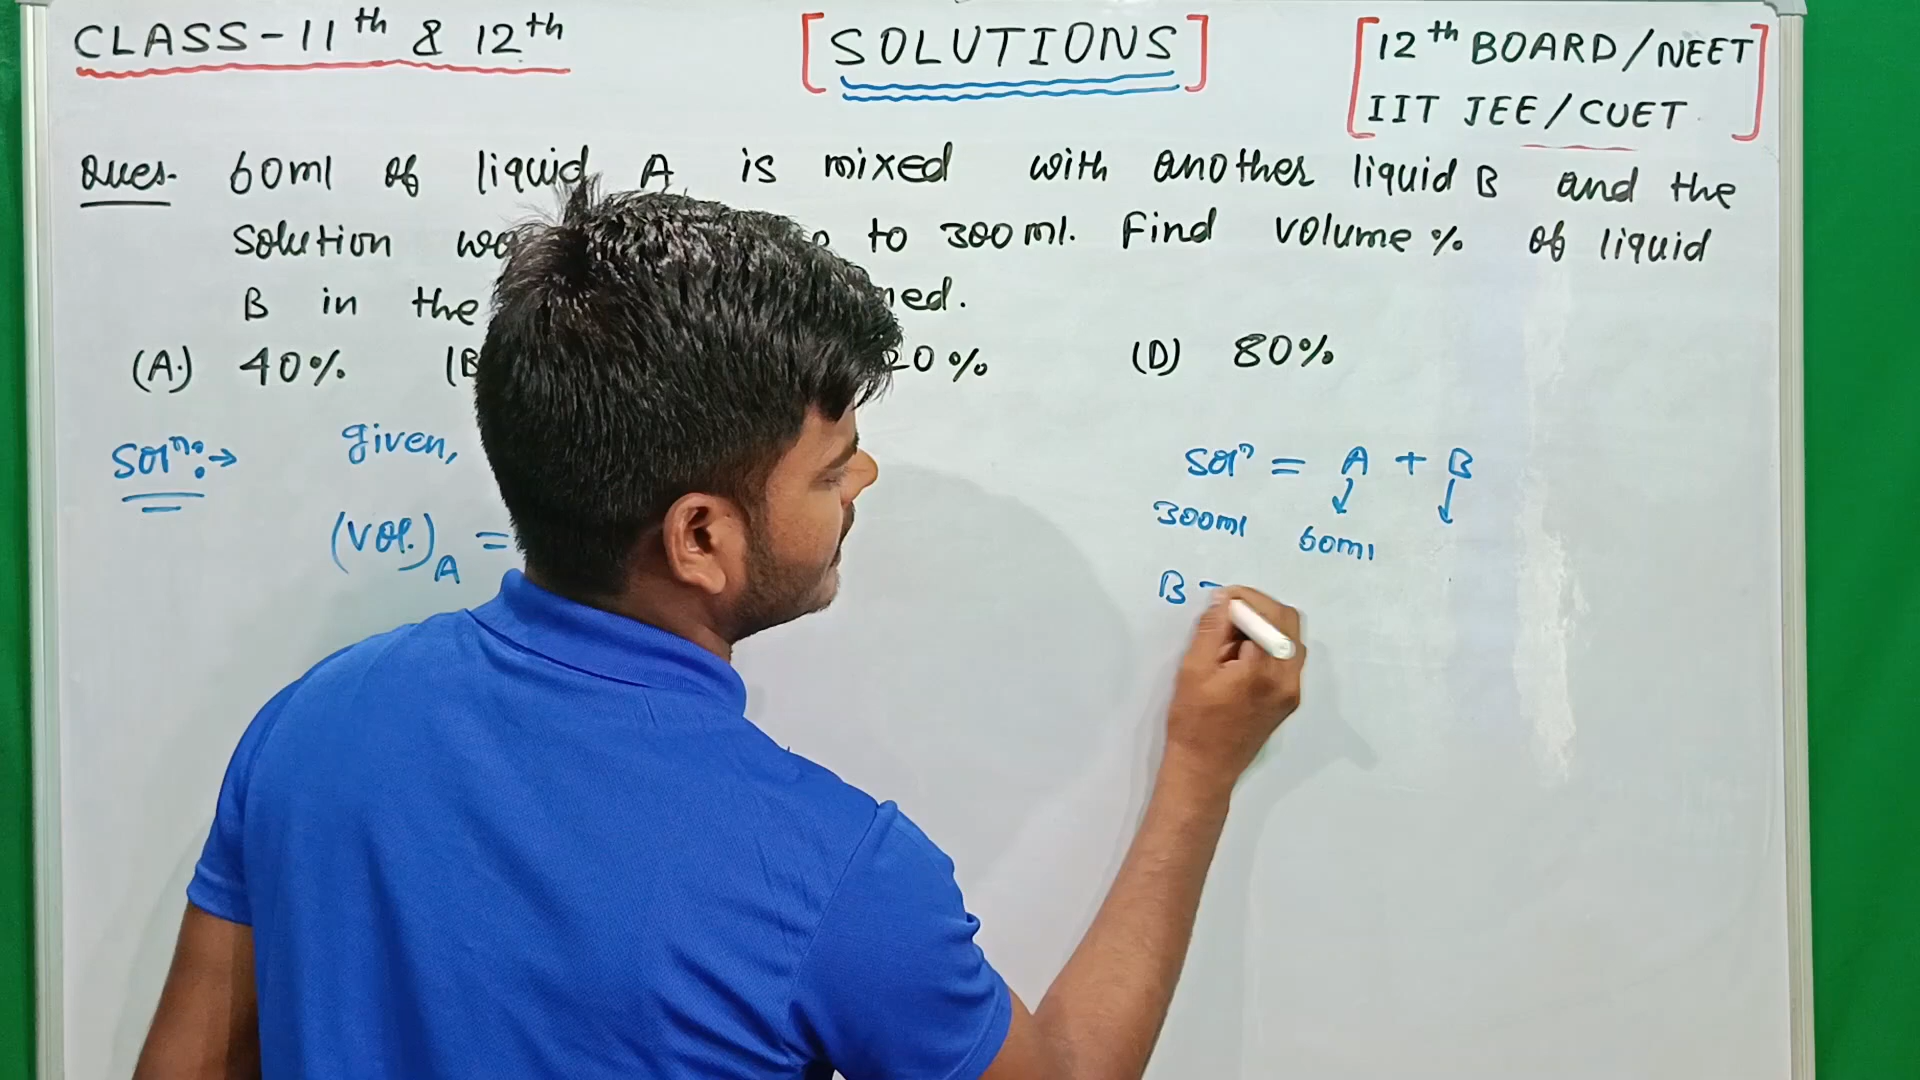 CLASS-11th & 12th
[SOLUTIONS]
[12th BOARD/NEET
IIT JEE/CUET]
Ques. 60ml of liquid A is mixed with another liquid B and the
solution to 300ml. Find volume % of liquid
B in the
(A.) 40% (B 20% (D) 80%
Solⁿ:→ given,
(Vol.)A =
Solⁿ = A + B
300ml 60ml
B =